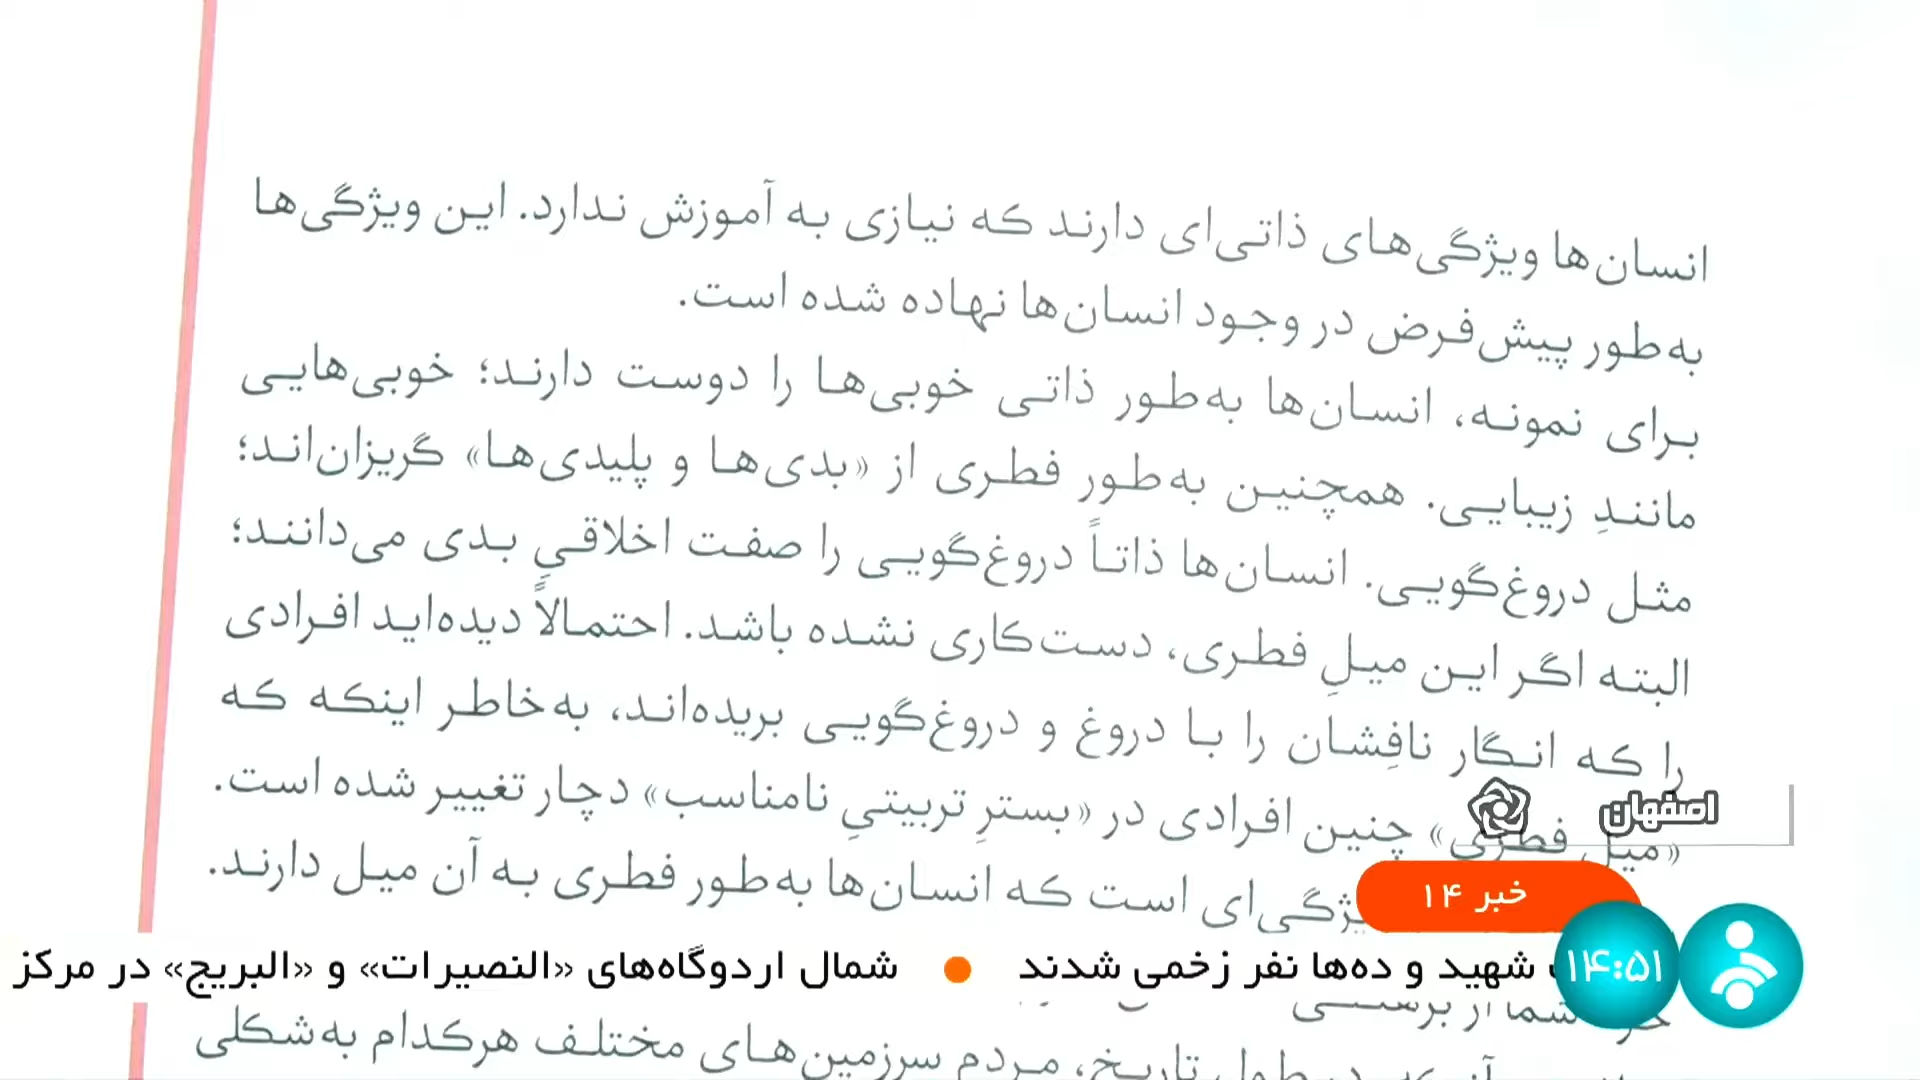 انسان‌ها ویژگی‌های ذاتی‌ای دارند که نیازی به آموزش ندارد. این ویژگی‌ها
به‌طور پیش‌فرض در وجود انسان‌ها نهاده شده است.
برای نمونه، انسان‌ها به‌طور ذاتی خوبی‌ها را دوست دارند؛ خوبی‌هایی
مانندِ زیبایی. همچنین به‌طور فطری از «بدی‌ها و پلیدی‌ها» گریزان‌اند؛
مثل دروغ‌گویی. انسان‌ها ذاتاً دروغ‌گویی را صفت اخلاقیِ بدی می‌دانند؛
البته اگر این میلِ فطری، دست‌کاری نشده باشد. احتمالاً دیده‌اید افرادی
را که انگار نافِشان را با دروغ و دروغ‌گویی بریده‌اند، به‌خاطر اینکه که
«میل فطری» چنین افرادی در «بسترِ تربیتیِ نامناسب» دچار تغییر شده است.
اصفهان
است که انسان‌ها به‌طور فطری به آن میل دارند.
خبر ۱۴
شهید و ده‌ها نفر زخمی شدند
شمال اردوگاه‌های «النصیرات» و «البریج» در مرکز
۱۴:۵۱
شما از
طول تاریخ، مردم سرزمین‌های مختلف هرکدام به‌شکلی